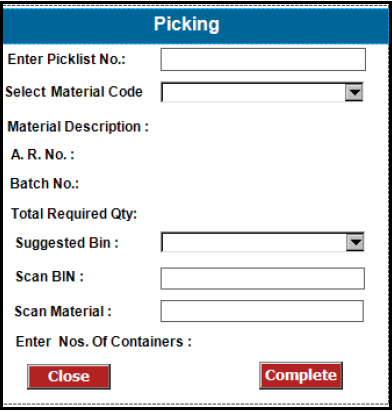 Picking
Enter Picklist No.:
Select Material Code
Material Description :
A. R. No. :
Batch No.:
Total Required Qty:
Suggested Bin :
Scan BIN :
Scan Material :
Enter Nos. Of Containers :
Close Complete